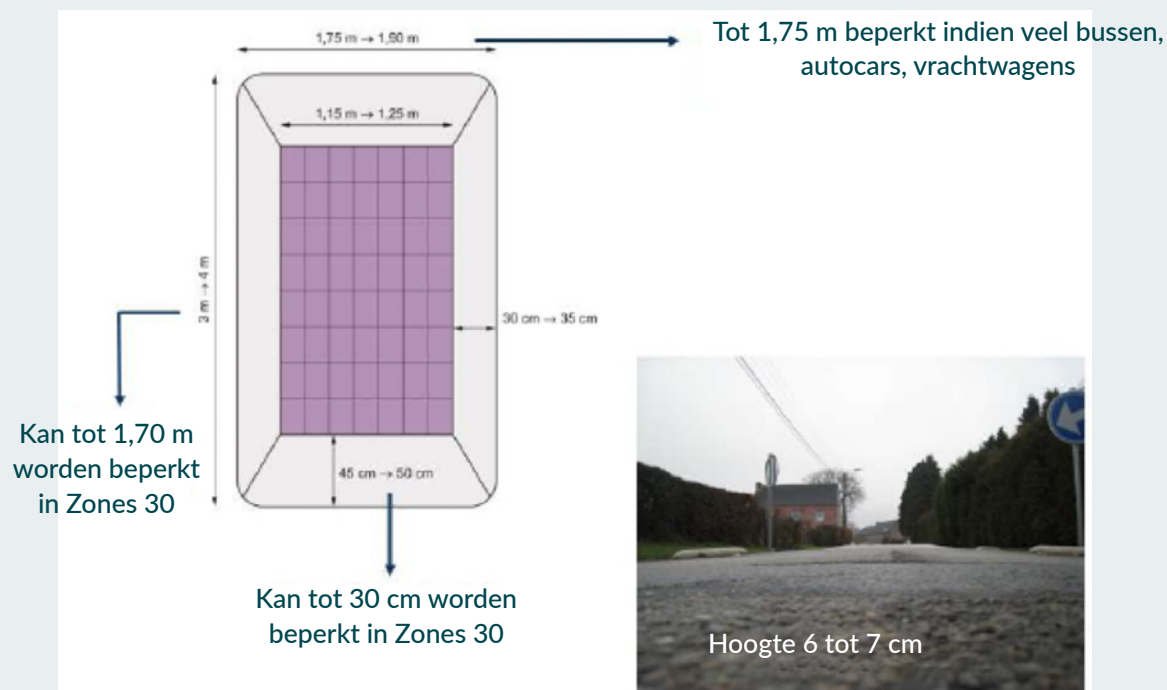 1,75 m → 1,90 m
Tot 1,75 m beperkt indien veel bussen,
autocars, vrachtwagens
1,15 m → 1,25 m
3 m → 4 m
30 cm → 35 cm
Kan tot 1,70 m
worden beperkt
in Zones 30
45 cm → 50 cm
Kan tot 30 cm worden
beperkt in Zones 30
Hoogte 6 tot 7 cm